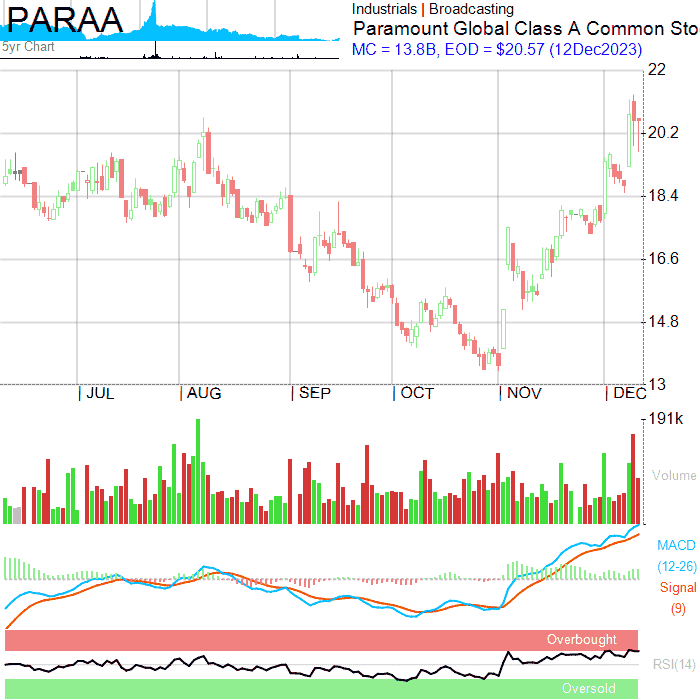 PARAA
5yr Chart
Industrials | Broadcasting
Paramount Global Class A Common Sto
MC = 13.8B, EOD = $20.57 (12Dec2023)
22
20.2
18.4
16.6
14.8
13
| JUL | AUG | SEP | OCT | NOV | DEC
191k
Volume
MACD
(12-26)
Signal
(9)
Overbought
RSI(14)
Oversold